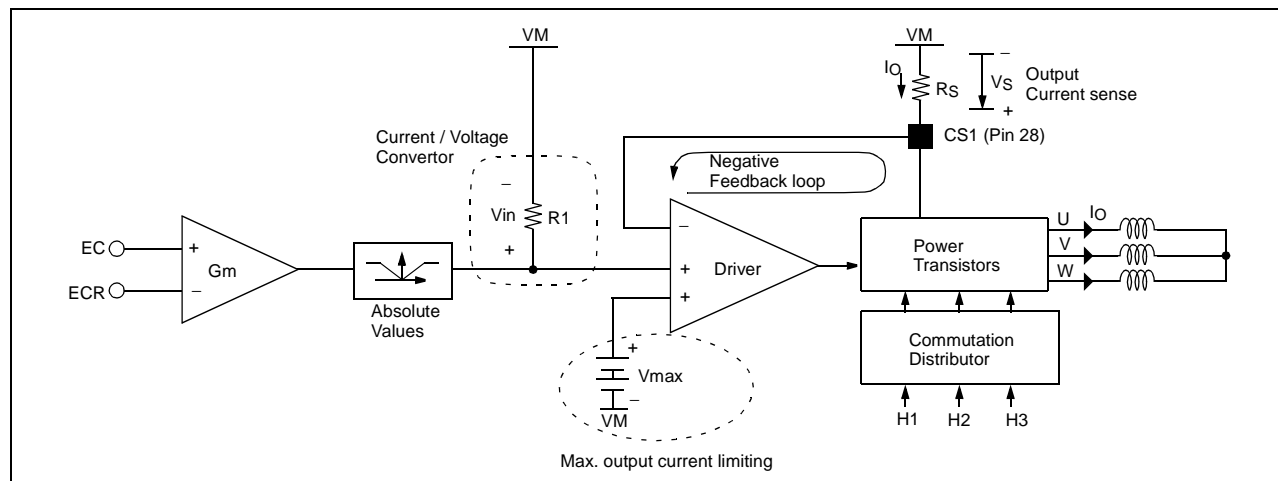 VM
VM
IO
RS
−
VS
+
Output
Current sense
CS1 (Pin 28)
Current / Voltage
Convertor
−
Vin
R1
+
Negative
Feedback loop
EC
ECR
+
−
Gm
Absolute
Values
−
+
+
Driver
Power
Transistors
U
V
W
IO
Commutation
Distributor
H1
H2
H3
+
Vmax
−
VM
Max. output current limiting